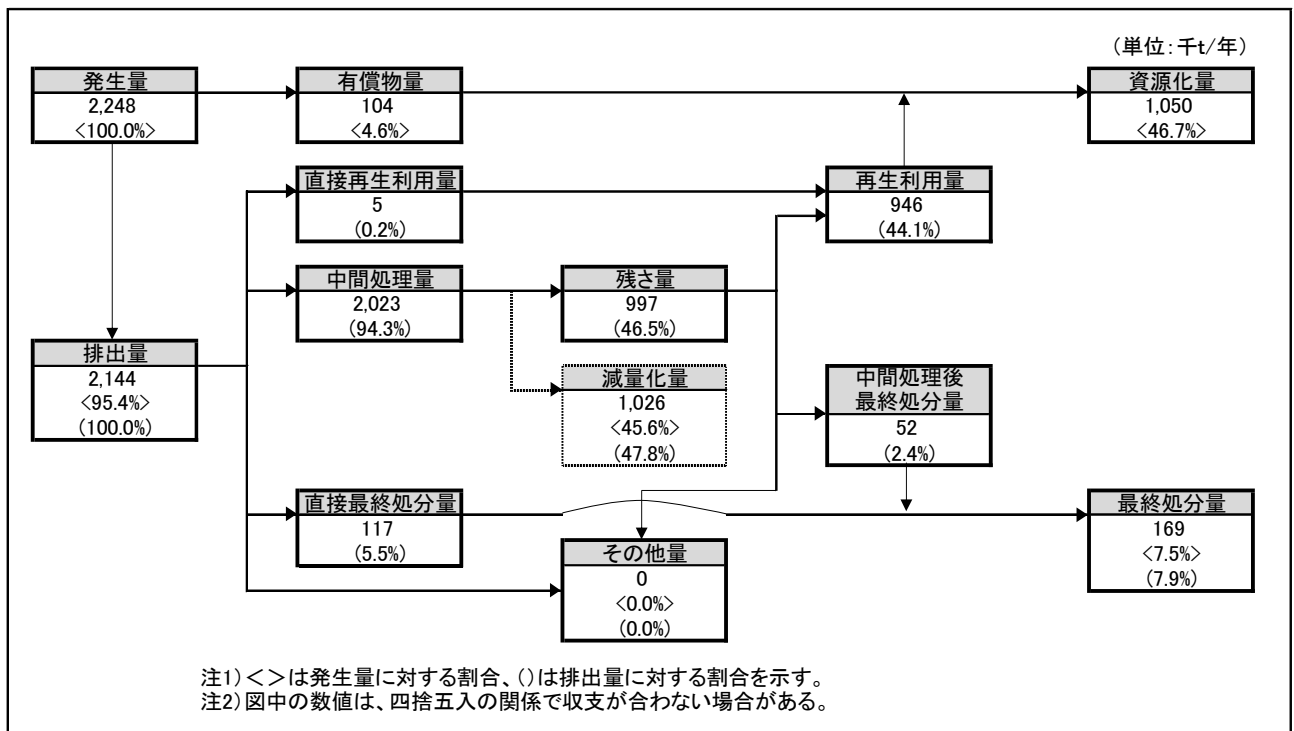 (単位:千t/年)
発生量
2,248
<100.0%>
有償物量
104
<4.6%>
資源化量
1,050
<46.7%>
直接再生利用量
5
(0.2%)
再生利用量
946
(44.1%)
中間処理量
2,023
(94.3%)
残さ量
997
(46.5%)
排出量
2,144
<95.4%>
(100.0%)
減量化量
1,026
<45.6%>
(47.8%)
中間処理後
最終処分量
52
(2.4%)
直接最終処分量
117
(5.5%)
最終処分量
169
<7.5%>
(7.9%)
その他量
0
<0.0%>
(0.0%)
注1)<>は発生量に対する割合、()は排出量に対する割合を示す。
注2)図中の数値は、四捨五入の関係で収支が合わない場合がある。